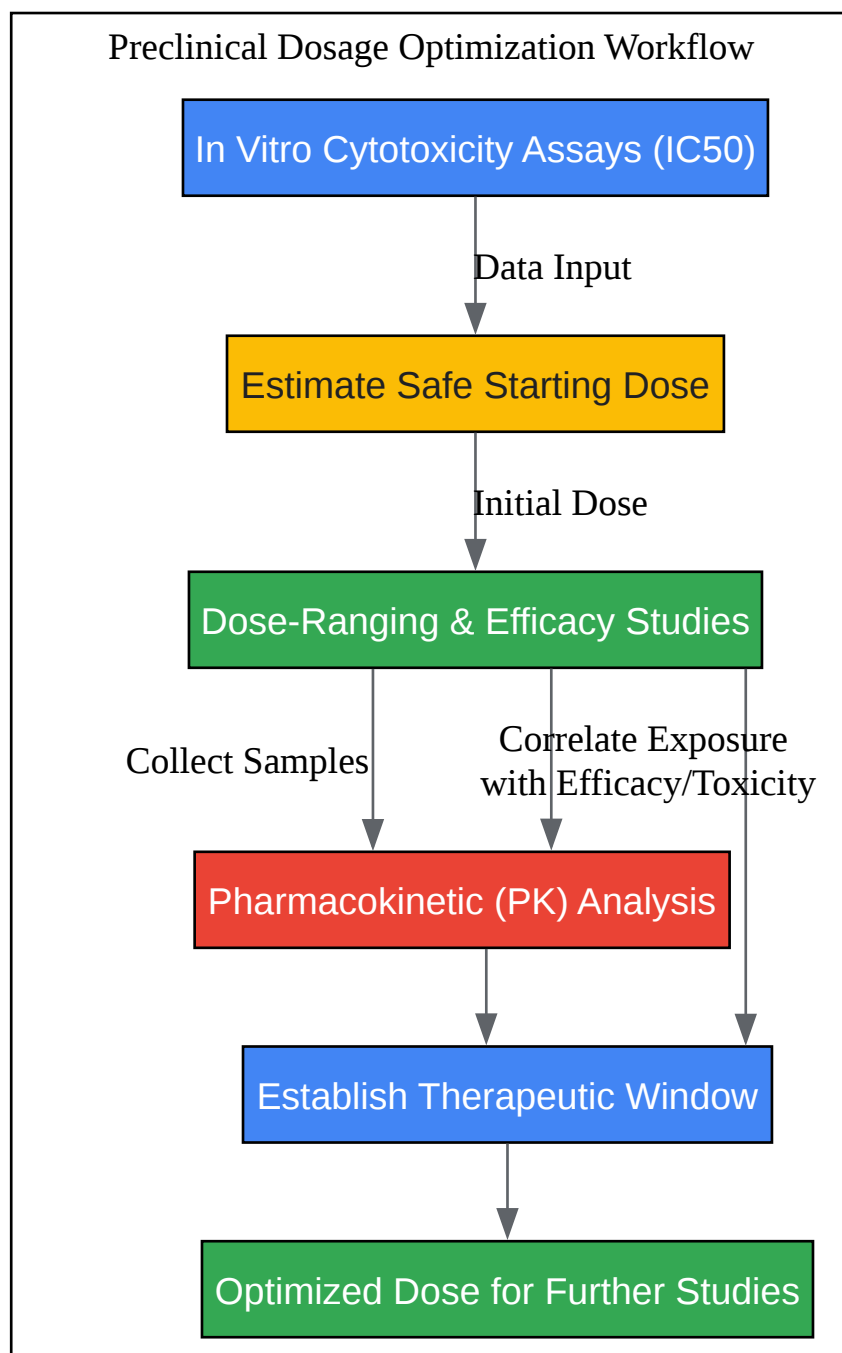 Preclinical Dosage Optimization Workflow
In Vitro Cytotoxicity Assays (IC50)
Data Input
Estimate Safe Starting Dose
Initial Dose
Dose-Ranging & Efficacy Studies
Collect Samples
Correlate Exposure
with Efficacy/Toxicity
Pharmacokinetic (PK) Analysis
Establish Therapeutic Window
Optimized Dose for Further Studies